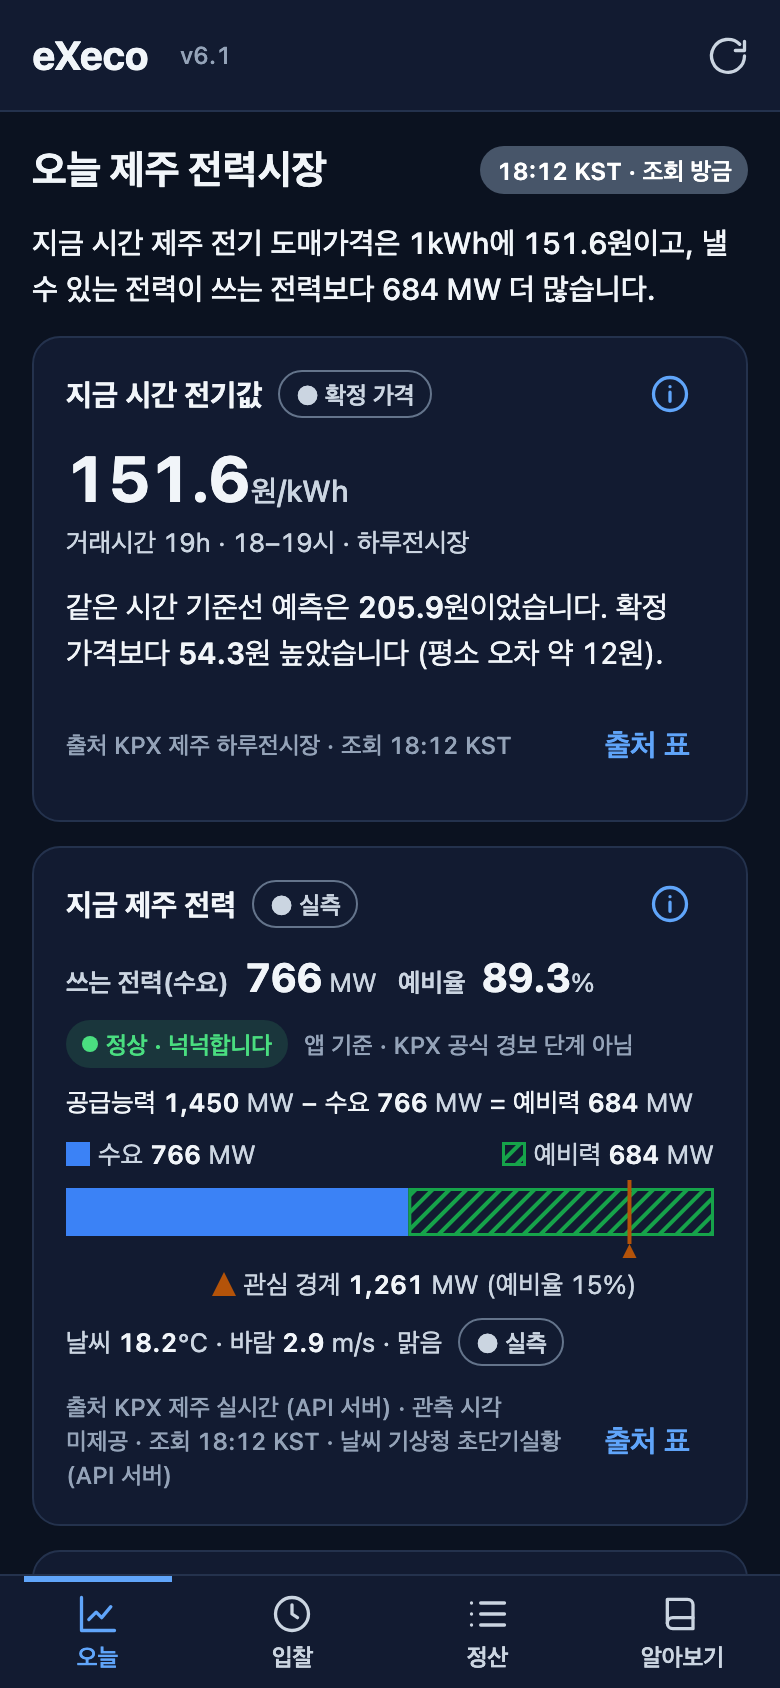 eXeco v6.1
오늘 제주 전력시장
18:12 KST · 조회 방금
지금 시간 제주 전기 도매가격은 1kWh에 151.6원이고, 낼
수 있는 전력이 쓰는 전력보다 684 MW 더 많습니다.
지금 시간 전기값
확정 가격
151.6원/kWh
거래시간 19h · 18–19시 · 하루전시장
같은 시간 기준선 예측은 205.9원이었습니다. 확정
가격보다 54.3원 높았습니다 (평소 오차 약 12원).
출처 KPX 제주 하루전시장 · 조회 18:12 KST
출처 표
지금 제주 전력
실측
쓰는 전력(수요) 766 MW 예비율 89.3%
정상 · 넉넉합니다
앱 기준 · KPX 공식 경보 단계 아님
공급능력 1,450 MW − 수요 766 MW = 예비력 684 MW
수요 766 MW
예비력 684 MW
관심 경계 1,261 MW (예비율 15%)
날씨 18.2°C · 바람 2.9 m/s · 맑음
실측
출처 KPX 제주 실시간 (API 서버) · 관측 시각
미제공 · 조회 18:12 KST · 날씨 기상청 초단기실황
(API 서버)
출처 표
오늘
입찰
정산
알아보기